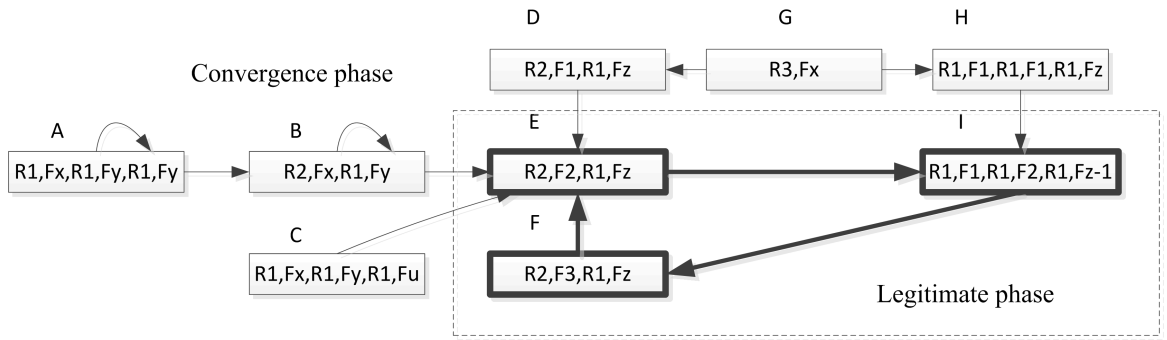 D
G
H
R2,F1,R1,Fz
R3,Fx
R1,F1,R1,F1,R1,Fz
Convergence phase
A
B
E
I
R1,Fx,R1,Fy,R1,Fy
R2,Fx,R1,Fy
R2,F2,R1,Fz
R1,F1,R1,F2,R1,Fz-1
C
F
R1,Fx,R1,Fy,R1,Fu
R2,F3,R1,Fz
Legitimate phase